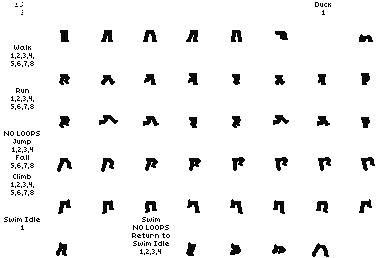 Duck
1
Walk
1,2,3,4,
5,6,7,8
Run
1,2,3,4,
5,6,7,8
NO LOOPS
Jump
1,2,3,4
Fall
5,6,7,8
Climb
1,2,3,4,
5,6,7,8
Swim Idle
1
Swim
NO LOOPS
Return to
Swim Idle
1,2,3,4